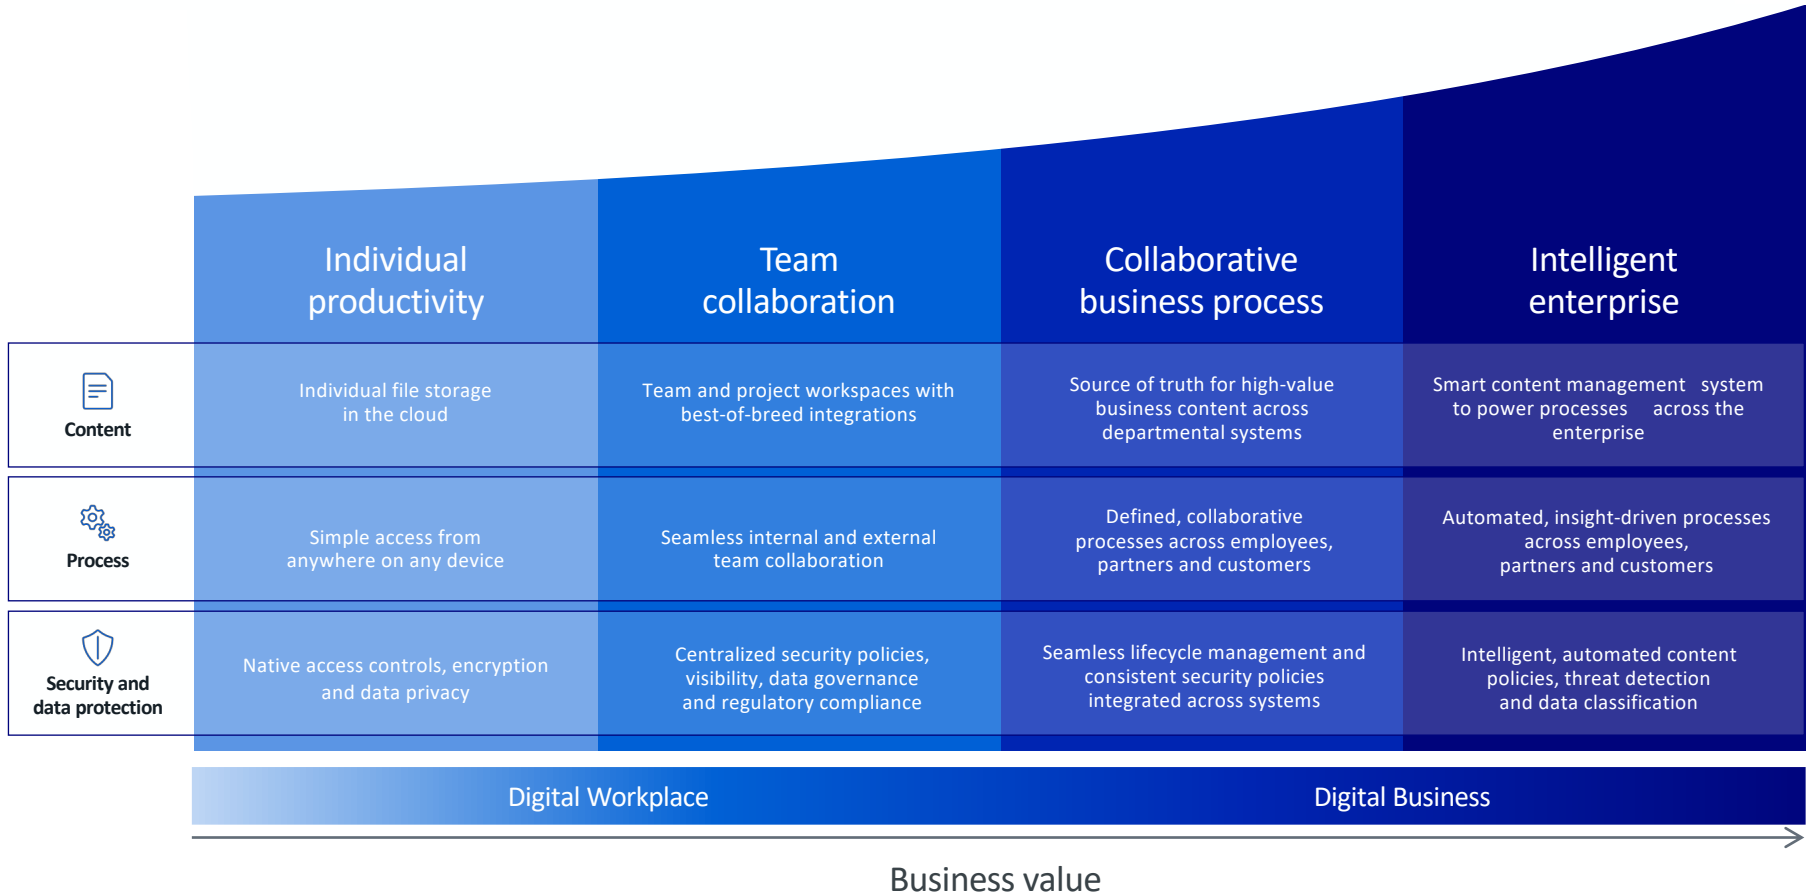 Individual
productivity
Team
collaboration
Collaborative
business process
Intelligent
enterprise
Content
Individual file storage
in the cloud
Team and project workspaces with
best-of-breed integrations
Source of truth for high-value
business content across
departmental systems
Smart content management system
to power processes across the
enterprise
Process
Simple access from
anywhere on any device
Seamless internal and external
team collaboration
Defined, collaborative
processes across employees,
partners and customers
Automated, insight-driven processes
across employees,
partners and customers
Security and
data protection
Native access controls, encryption
and data privacy
Centralized security policies,
visibility, data governance
and regulatory compliance
Seamless lifecycle management and
consistent security policies
integrated across systems
Intelligent, automated content
policies, threat detection
and data classification
Digital Workplace
Digital Business
Business value